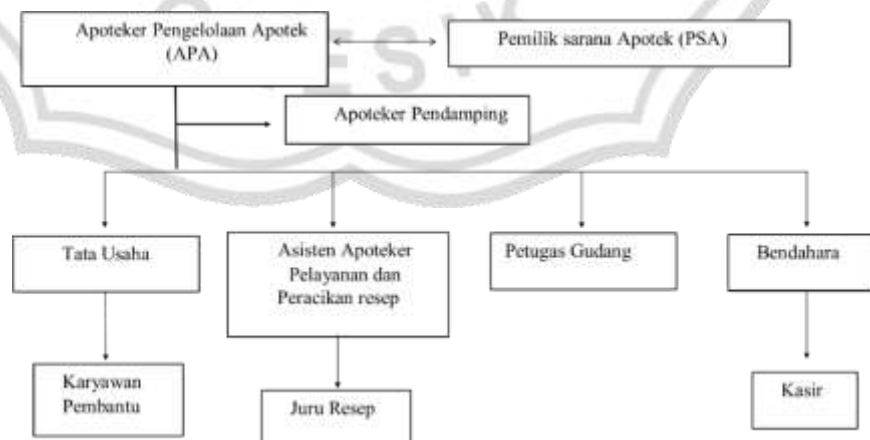 Apoteker Pengelolaan Apotek
(APA)
Pemilik sarana Apotek (PSA)
Apoteker Pendamping
Tata Usaha
Asisten Apoteker
Pelayanan dan
Peracikan resep
Petugas Gudang
Bendahara
Karyawan
Pembantu
Juru Resep
Kasir